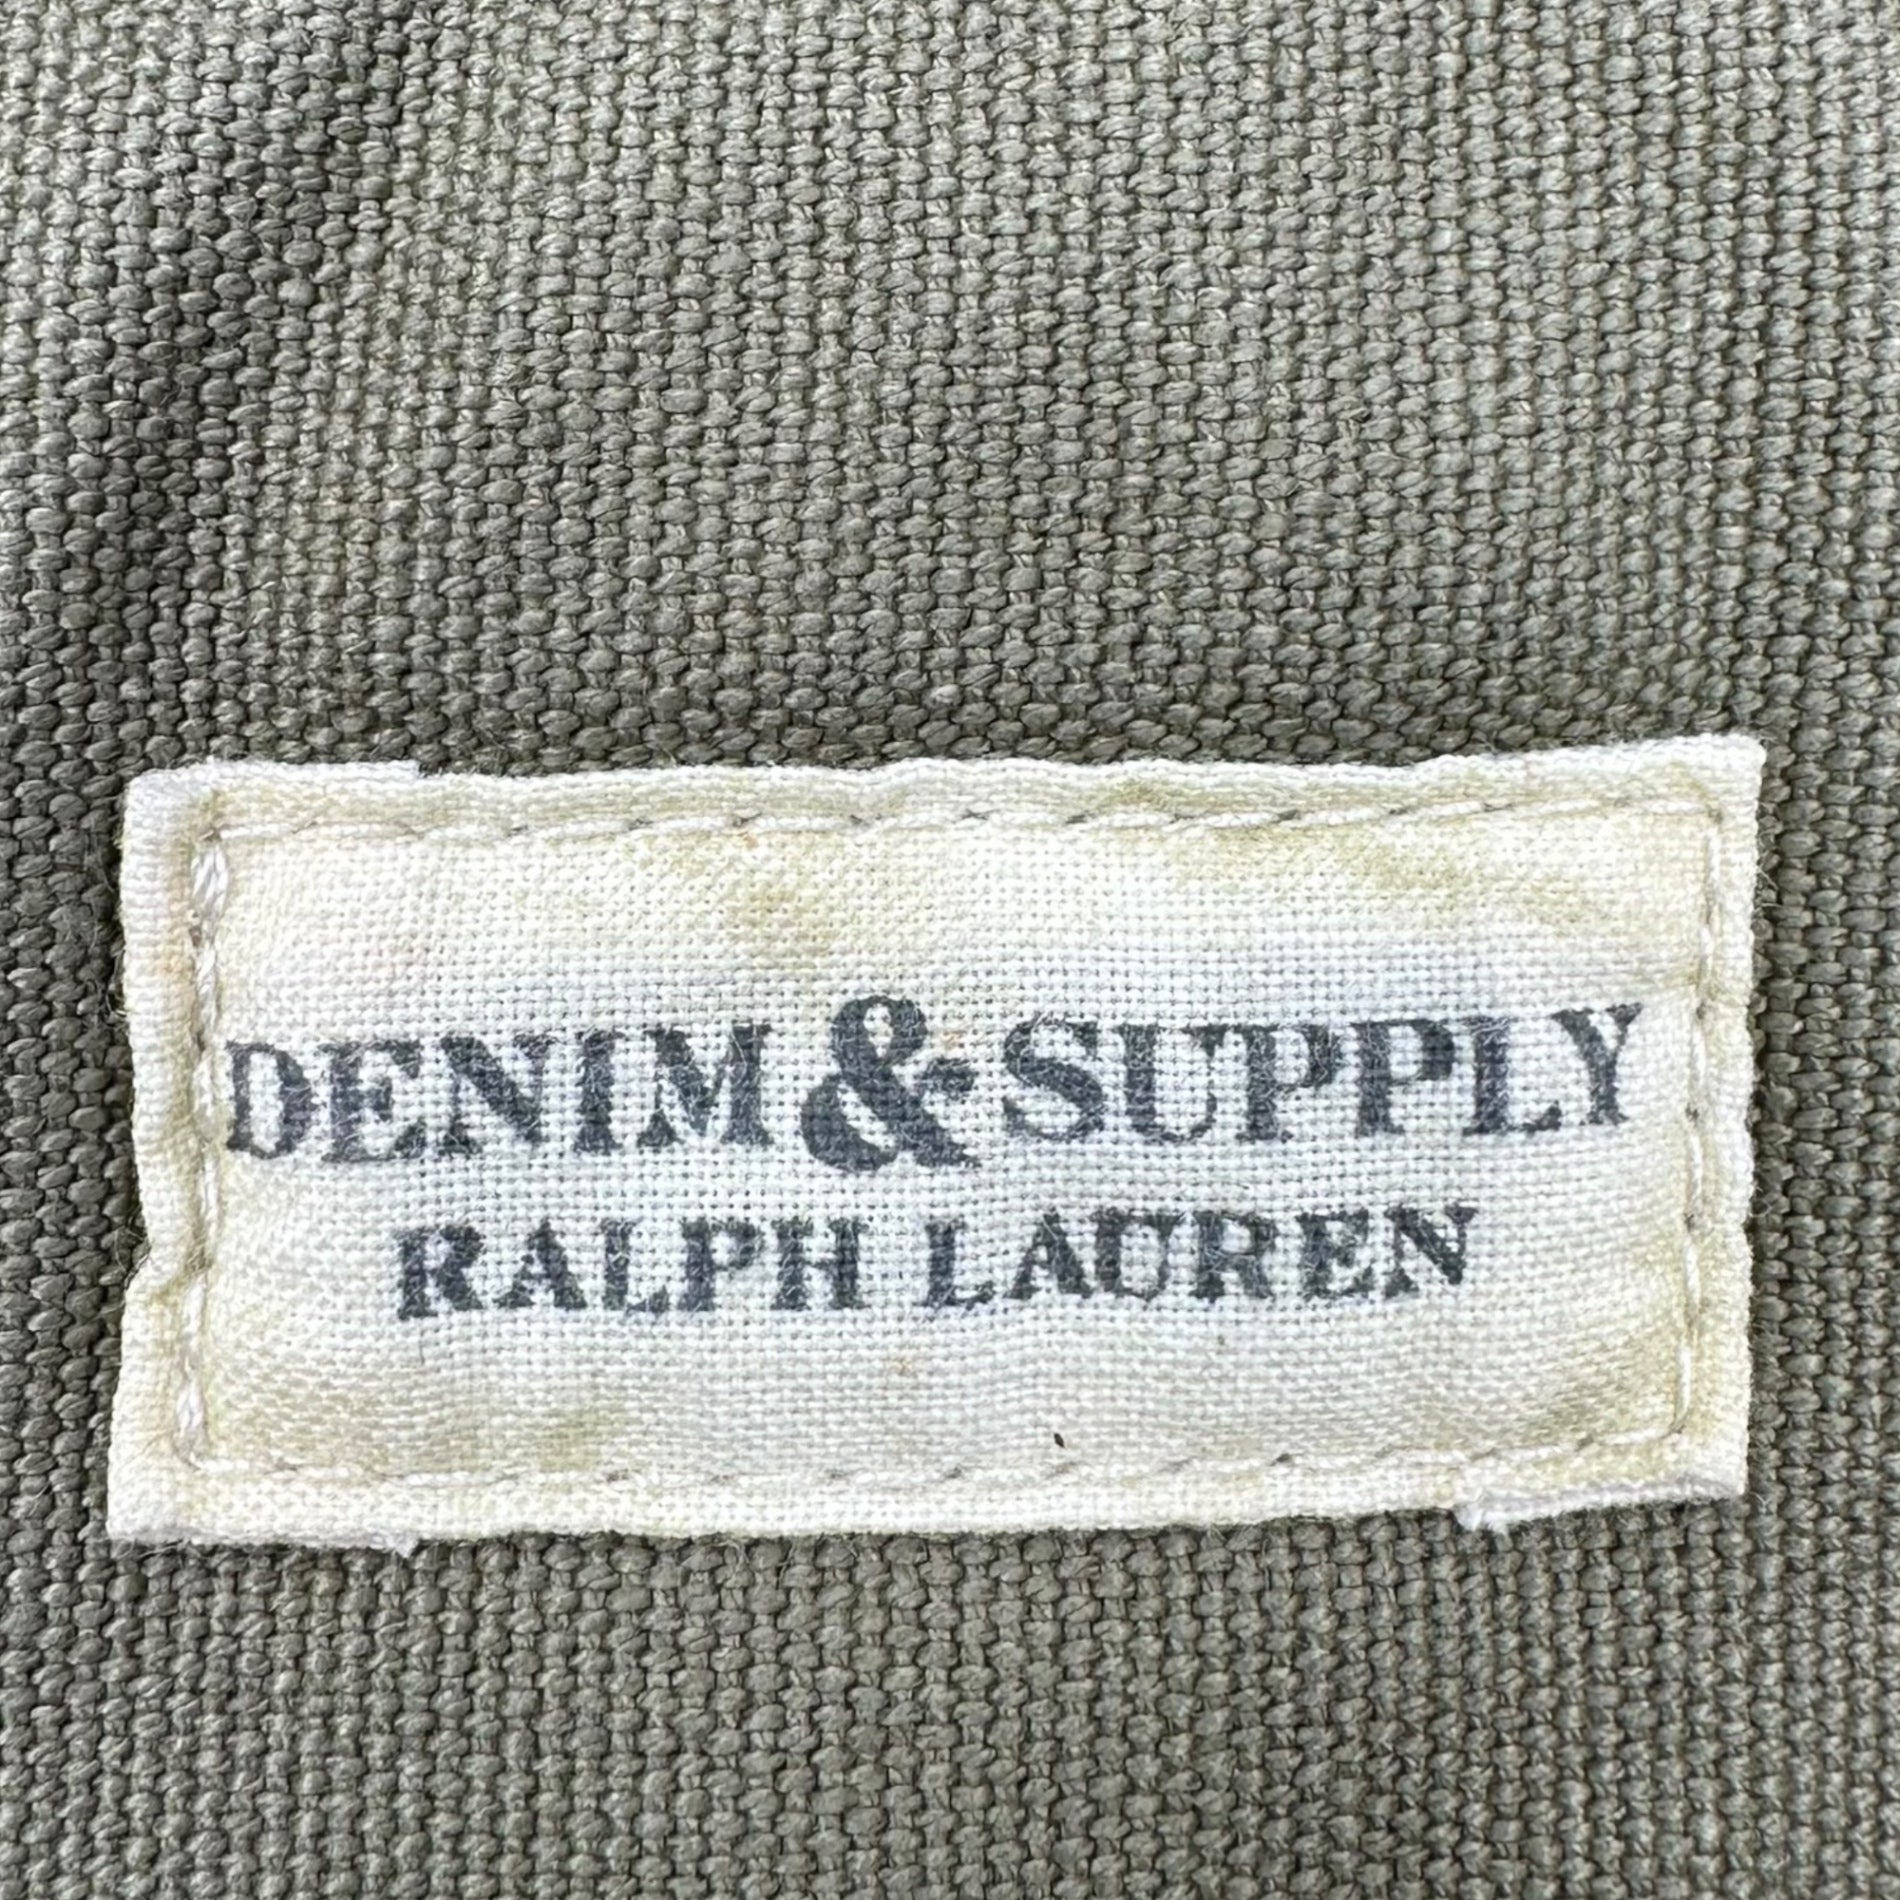 DENIM & SUPPLY
RALPH LAUREN